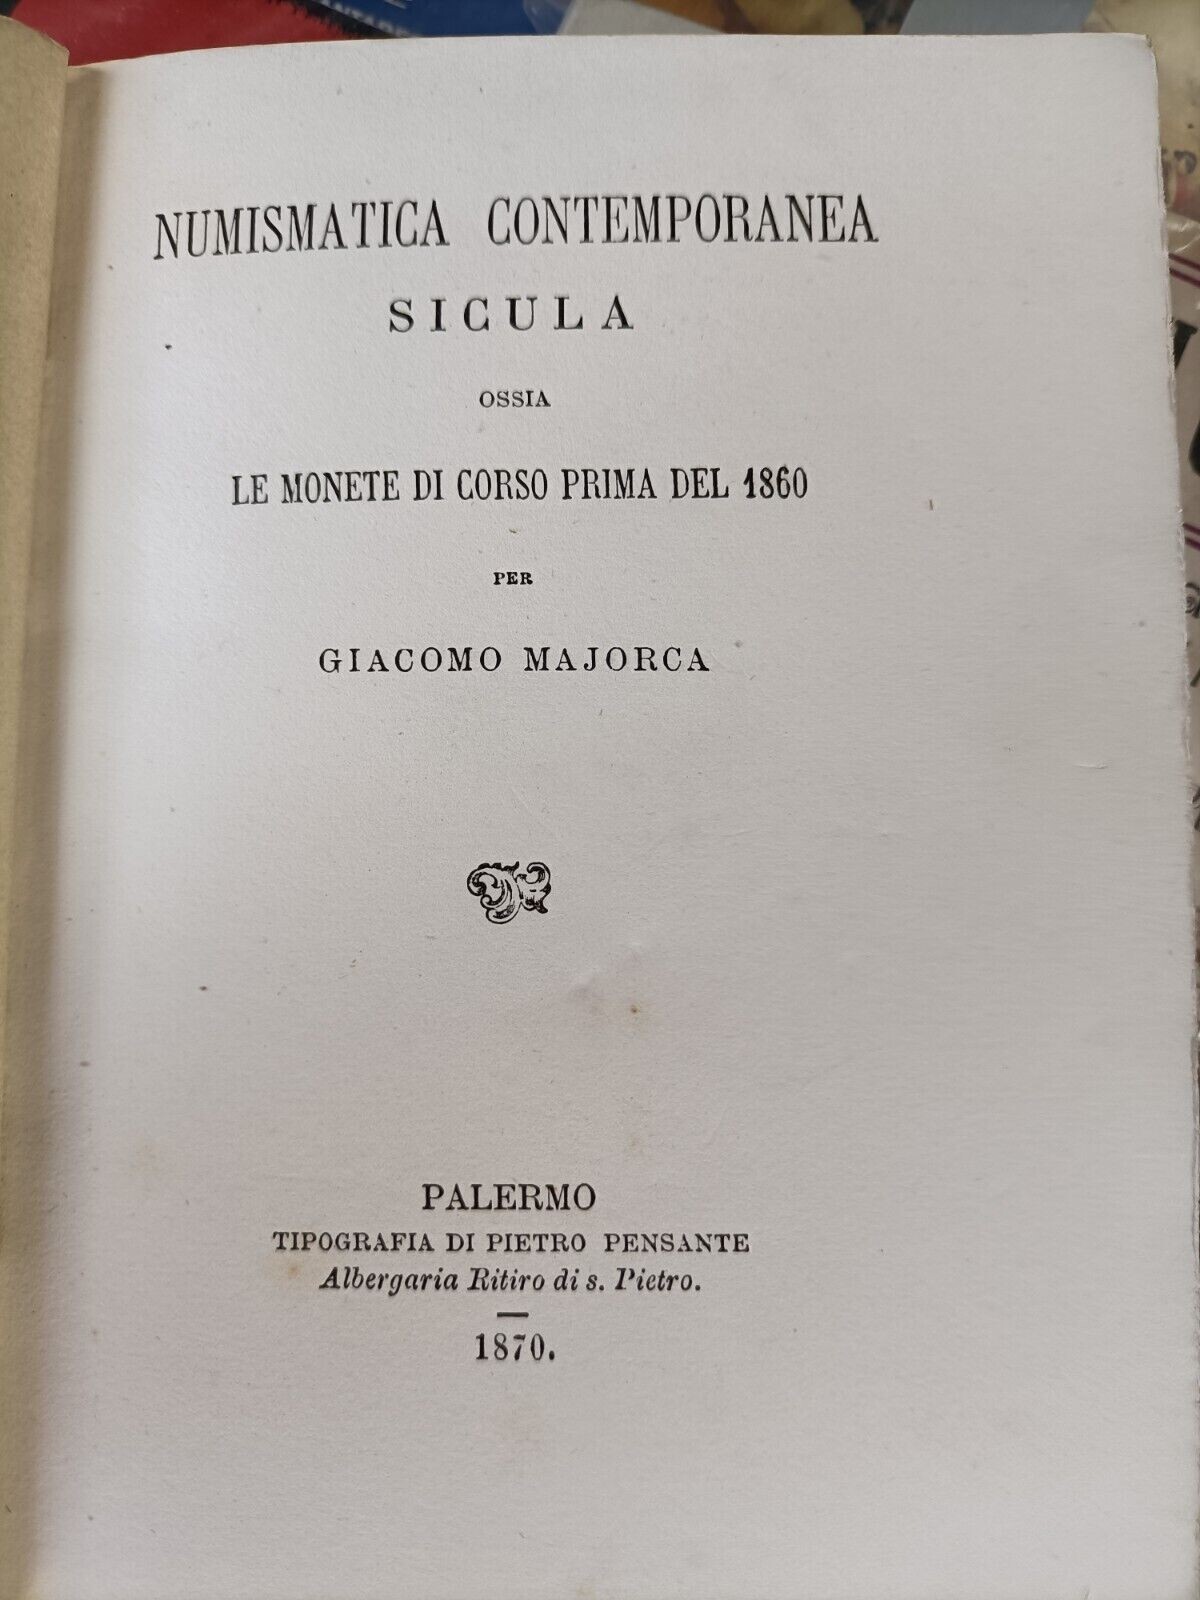 NUMISMATICA CONTEMPORANEA
SICULA
OSSIA
LE MONETE DI CORSO PRIMA DEL 1860
PER
GIACOMO MAJORCA
PALERMO
TIPOGRAFIA DI PIETRO PENSANTE
Albergaria Ritiro di s. Pietro.
1870.